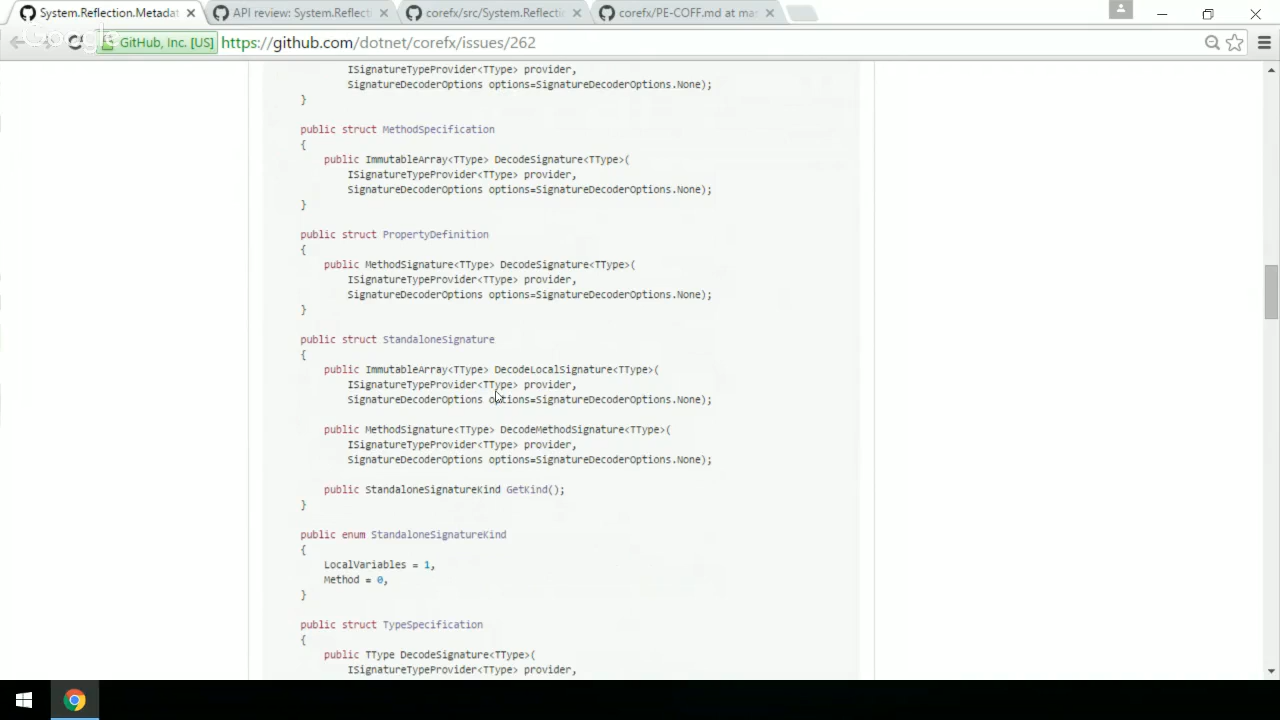 System.Reflection.Metadat
API review: System.Reflecti
corefx/src/System.Reflectio
corefx/PE-COFF.md at mas
Google
GitHub, Inc. [US]
https://github.com/dotnet/corefx/issues/262
ISignatureTypeProvider<TType> provider,
SignatureDecoderOptions options=SignatureDecoderOptions.None);
}
public struct MethodSpecification
{
public ImmutableArray<TType> DecodeSignature<TType>(
ISignatureTypeProvider<TType> provider,
SignatureDecoderOptions options=SignatureDecoderOptions.None);
}
public struct PropertyDefinition
{
public MethodSignature<TType> DecodeSignature<TType>(
ISignatureTypeProvider<TType> provider,
SignatureDecoderOptions options=SignatureDecoderOptions.None);
}
public struct StandaloneSignature
{
public ImmutableArray<TType> DecodeLocalSignature<TType>(
ISignatureTypeProvider<TType> provider,
SignatureDecoderOptions options=SignatureDecoderOptions.None);
public MethodSignature<TType> DecodeMethodSignature<TType>(
ISignatureTypeProvider<TType> provider,
SignatureDecoderOptions options=SignatureDecoderOptions.None);
public StandaloneSignatureKind GetKind();
}
public enum StandaloneSignatureKind
{
LocalVariables = 1,
Method = 0,
}
public struct TypeSpecification
{
public TType DecodeSignature<TType>(
ISignatureTypeProvider<TType> provider,